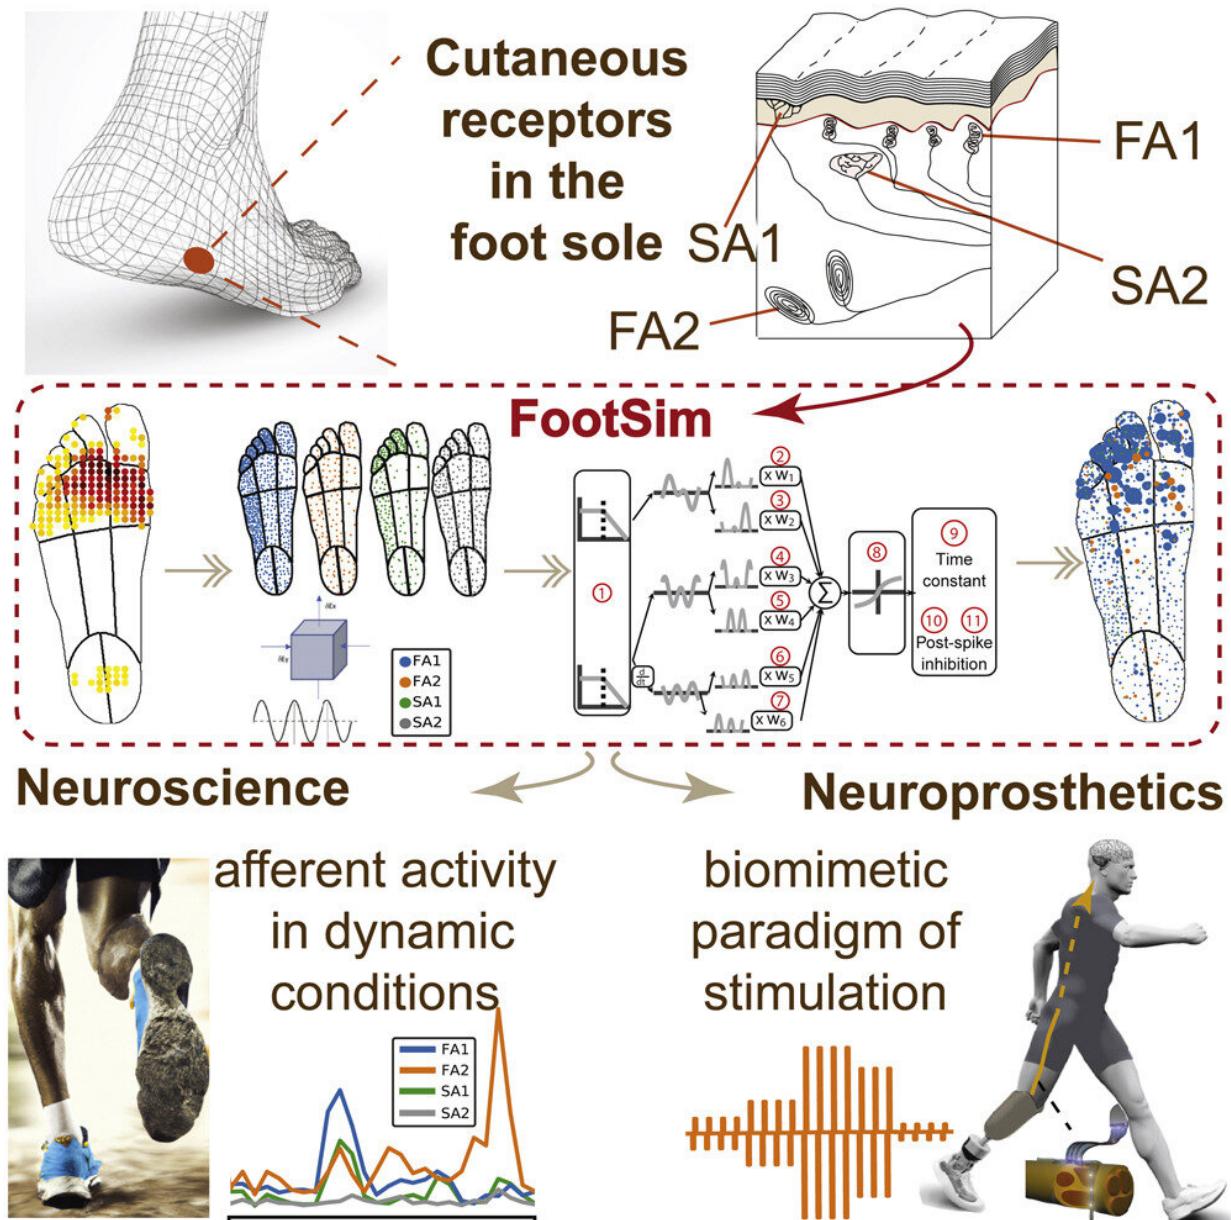 Cutaneous
receptors
in the
foot sole
FA1
SA1
SA2
FA2
FootSim
FA1
FA2
SA1
SA2
1
2
x W1
3
x W2
4
x W3
5
x W4
6
x W5
7
x W6
Σ
8
9
Time
constant
10 11
Post-spike
inhibition
Neuroscience
Neuroprosthetics
afferent activity
in dynamic
conditions
FA1
FA2
SA1
SA2
biomimetic
paradigm of
stimulation